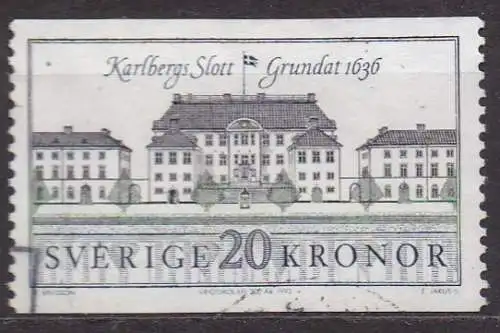 Karlbergs Slott Grundat 1636
SVERIGE 20 KRONOR